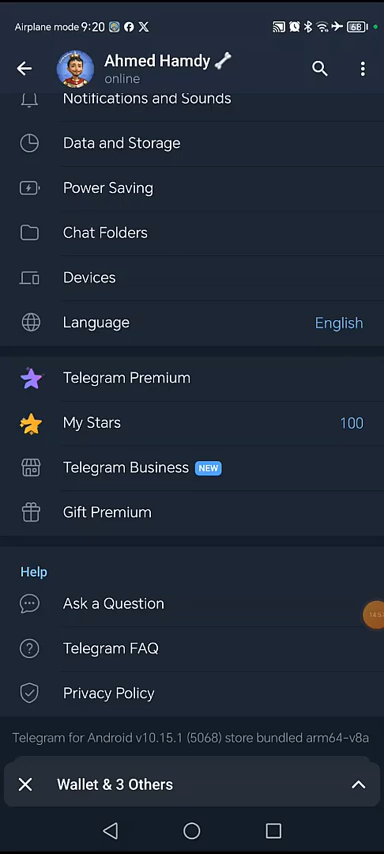 Airplane mode 9:20
68
Ahmed Hamdy
online
Notifications and Sounds
Data and Storage
Power Saving
Chat Folders
Devices
Language English
Telegram Premium
My Stars 100
Telegram Business NEW
Gift Premium
Help
Ask a Question
Telegram FAQ
Privacy Policy
Telegram for Android v10.15.1 (5068) store bundled arm64-v8a
Wallet & 3 Others